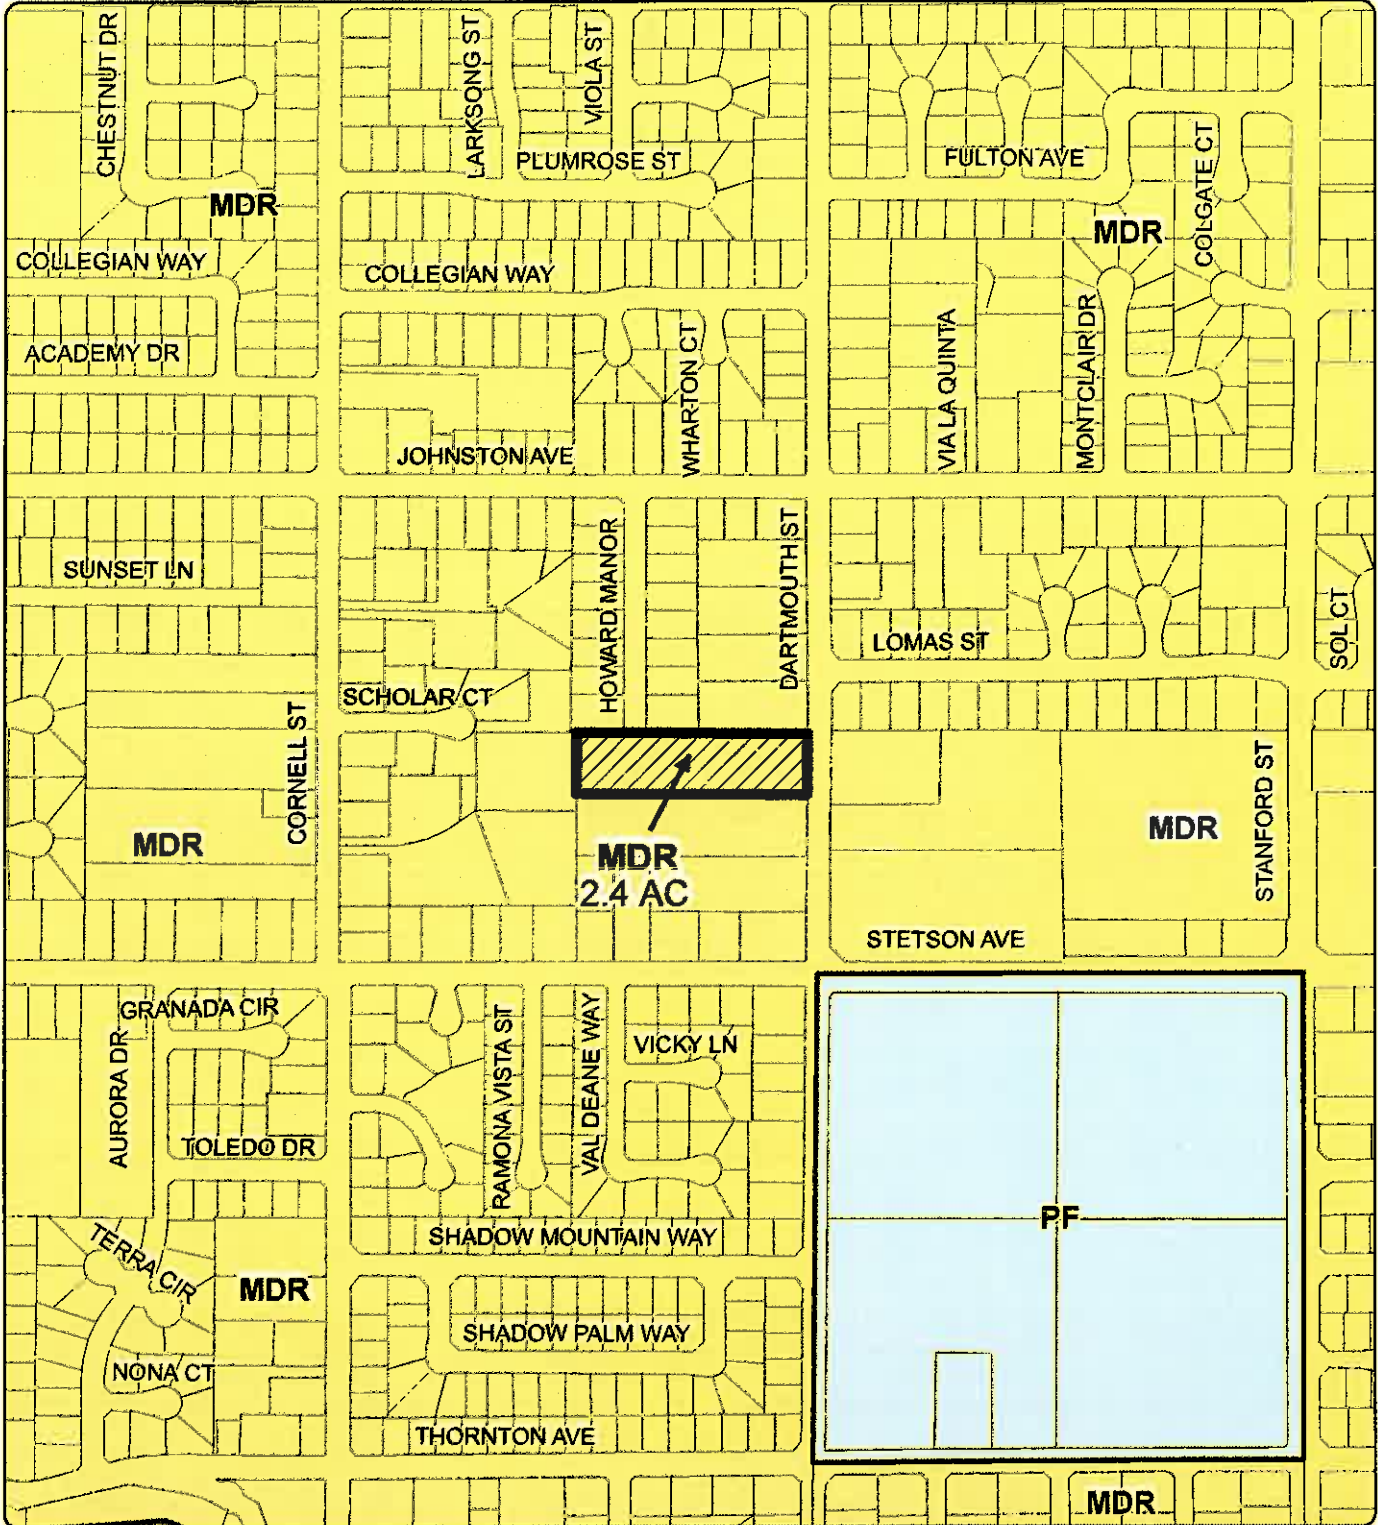 CHESTNUT DR
LARKSONG ST
VIOLA ST
PLUMROSE ST
FULTON AVE
COLGATE CT
MDR
MDR
COLLEGIAN WAY
COLLEGIAN WAY
ACADEMY DR
WHARTON CT
VIA LA QUINTA
MONTCLAIR DR
JOHNSTON AVE
SUNSET LN
HOWARD MANOR
DARTMOUTH ST
LOMAS ST
SOL CT
SCHOLAR CT
CORNELL ST
STANFORD ST
MDR
MDR
MDR
2.4 AC
STETSON AVE
GRANADA CIR
AURORA DR
RAMONA VISTA ST
VAL DEANE WAY
VICKY LN
TOLEDO DR
PF
SHADOW MOUNTAIN WAY
TERRA CIR
MDR
SHADOW PALM WAY
NONA CT
THORNTON AVE
MDR